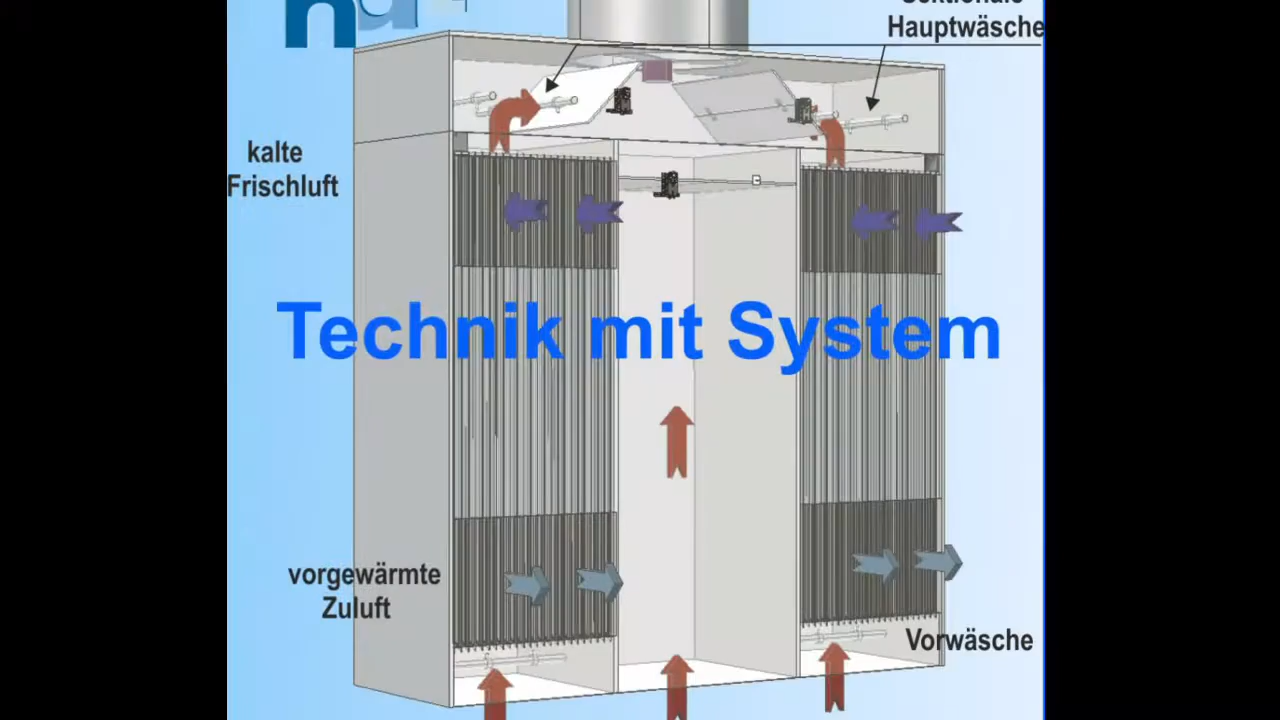 Hauptwäsche
kalte
Frischluft
Technik mit System
vorgewärmte
Zuluft
Vorwäsche